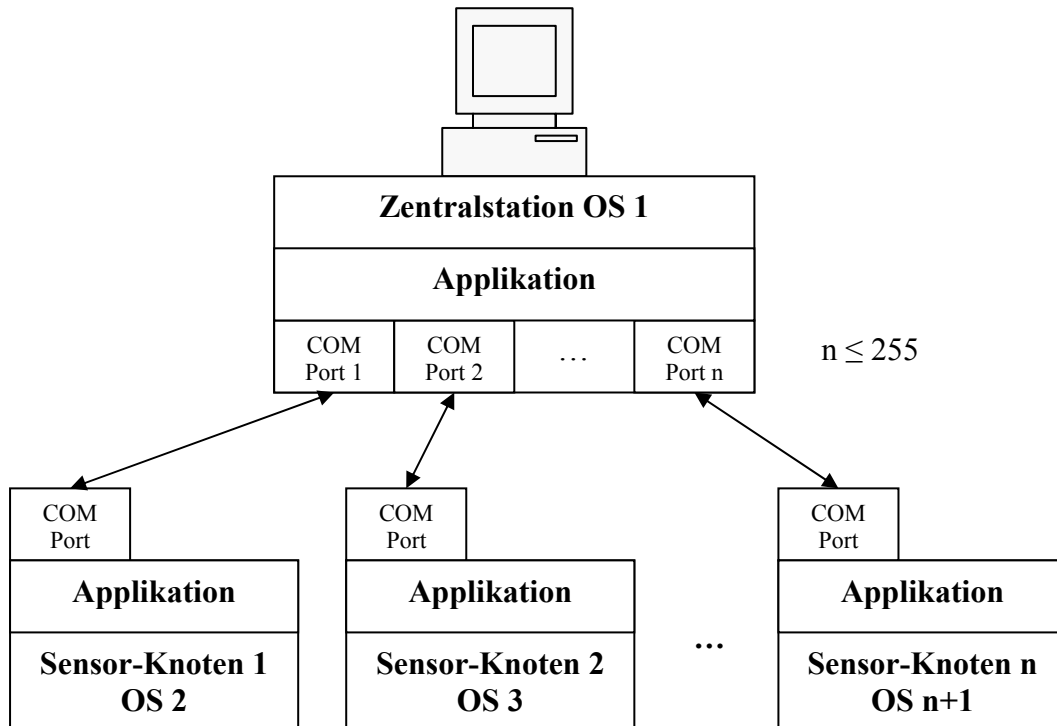 Zentralstation OS 1
Applikation
COM
Port 1
COM
Port 2
…
COM
Port n
n ≤ 255
COM
Port
COM
Port
COM
Port
Applikation
Applikation
Applikation
Sensor-Knoten 1
OS 2
Sensor-Knoten 2
OS 3
...
Sensor-Knoten n
OS n+1